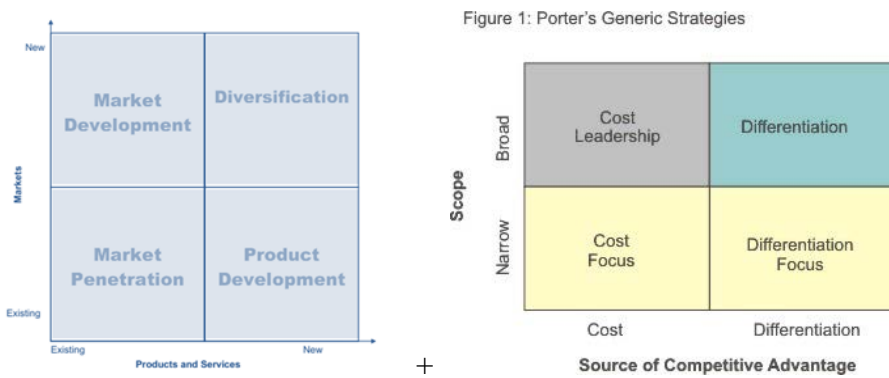 New
Market
Development
Diversification
Markets
Market
Penetration
Product
Development
Existing
Existing
New
Products and Services
+
Figure 1: Porter's Generic Strategies
Broad
Cost
Leadership
Differentiation
Scope
Narrow
Cost
Focus
Differentiation
Focus
Cost
Differentiation
Source of Competitive Advantage